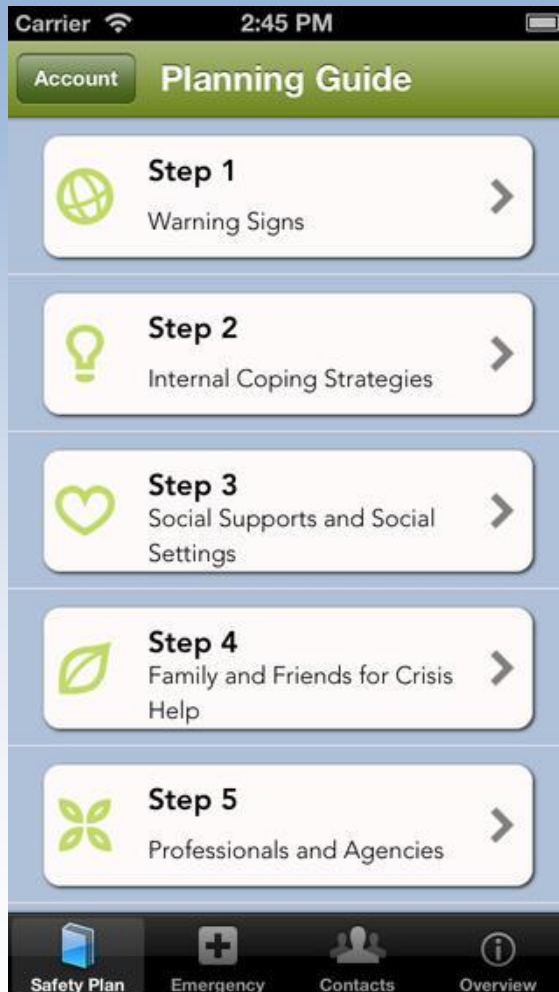 Carrier 2:45 PM
Account Planning Guide
Step 1
Warning Signs
Step 2
Internal Coping Strategies
Step 3
Social Supports and Social
Settings
Step 4
Family and Friends for Crisis
Help
Step 5
Professionals and Agencies
Safety Plan Emergency Contacts Overview